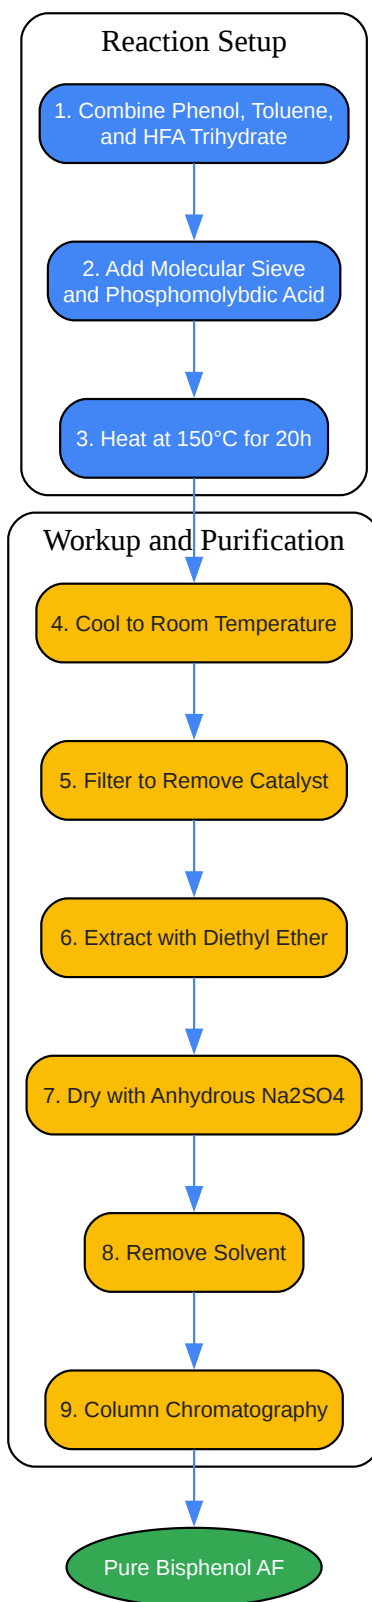 Reaction Setup
1. Combine Phenol, Toluene,
and HFA Trihydrate
2. Add Molecular Sieve
and Phosphomolybdic Acid
3. Heat at 150°C for 20h
Workup and Purification
4. Cool to Room Temperature
5. Filter to Remove Catalyst
6. Extract with Diethyl Ether
7. Dry with Anhydrous Na2SO4
8. Remove Solvent
9. Column Chromatography
Pure Bisphenol AF